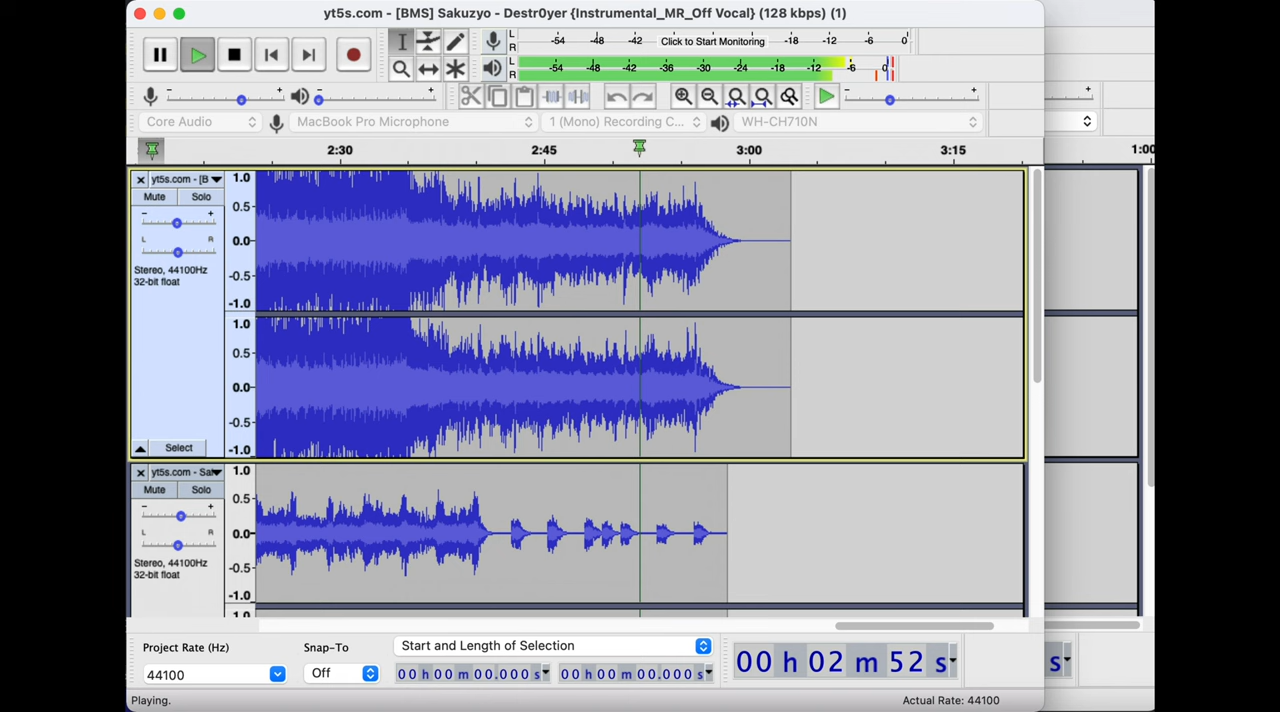 yt5s.com - [BMS] Sakuzyo - Destr0yer {Instrumental_MR_Off Vocal} (128 kbps) (1)
L
R
-54 -48 -42 Click to Start Monitoring -18 -12 -6 0
L
R
-54 -48 -42 -36 -30 -24 -18 -12 -6 0
- + - + - +
Core Audio MacBook Pro Microphone 1 (Mono) Recording C... WH-CH710N
2:30 2:45 3:00 3:15 1:00
× yt5s.com - [B
Mute Solo
- +
L R
Stereo, 44100Hz
32-bit float
Select
1.0
0.5
0.0
-0.5
-1.0
1.0
0.5
0.0
-0.5
-1.0
× yt5s.com - Sa
Mute Solo
- +
L R
Stereo, 44100Hz
32-bit float
1.0
0.5
0.0
-0.5
-1.0
1.0
Project Rate (Hz) Snap-To Start and Length of Selection
44100 Off 00 h 00 m 00.000 s 00 h 00 m 00.000 s 00 h 02 m 52 s s
Playing. Actual Rate: 44100